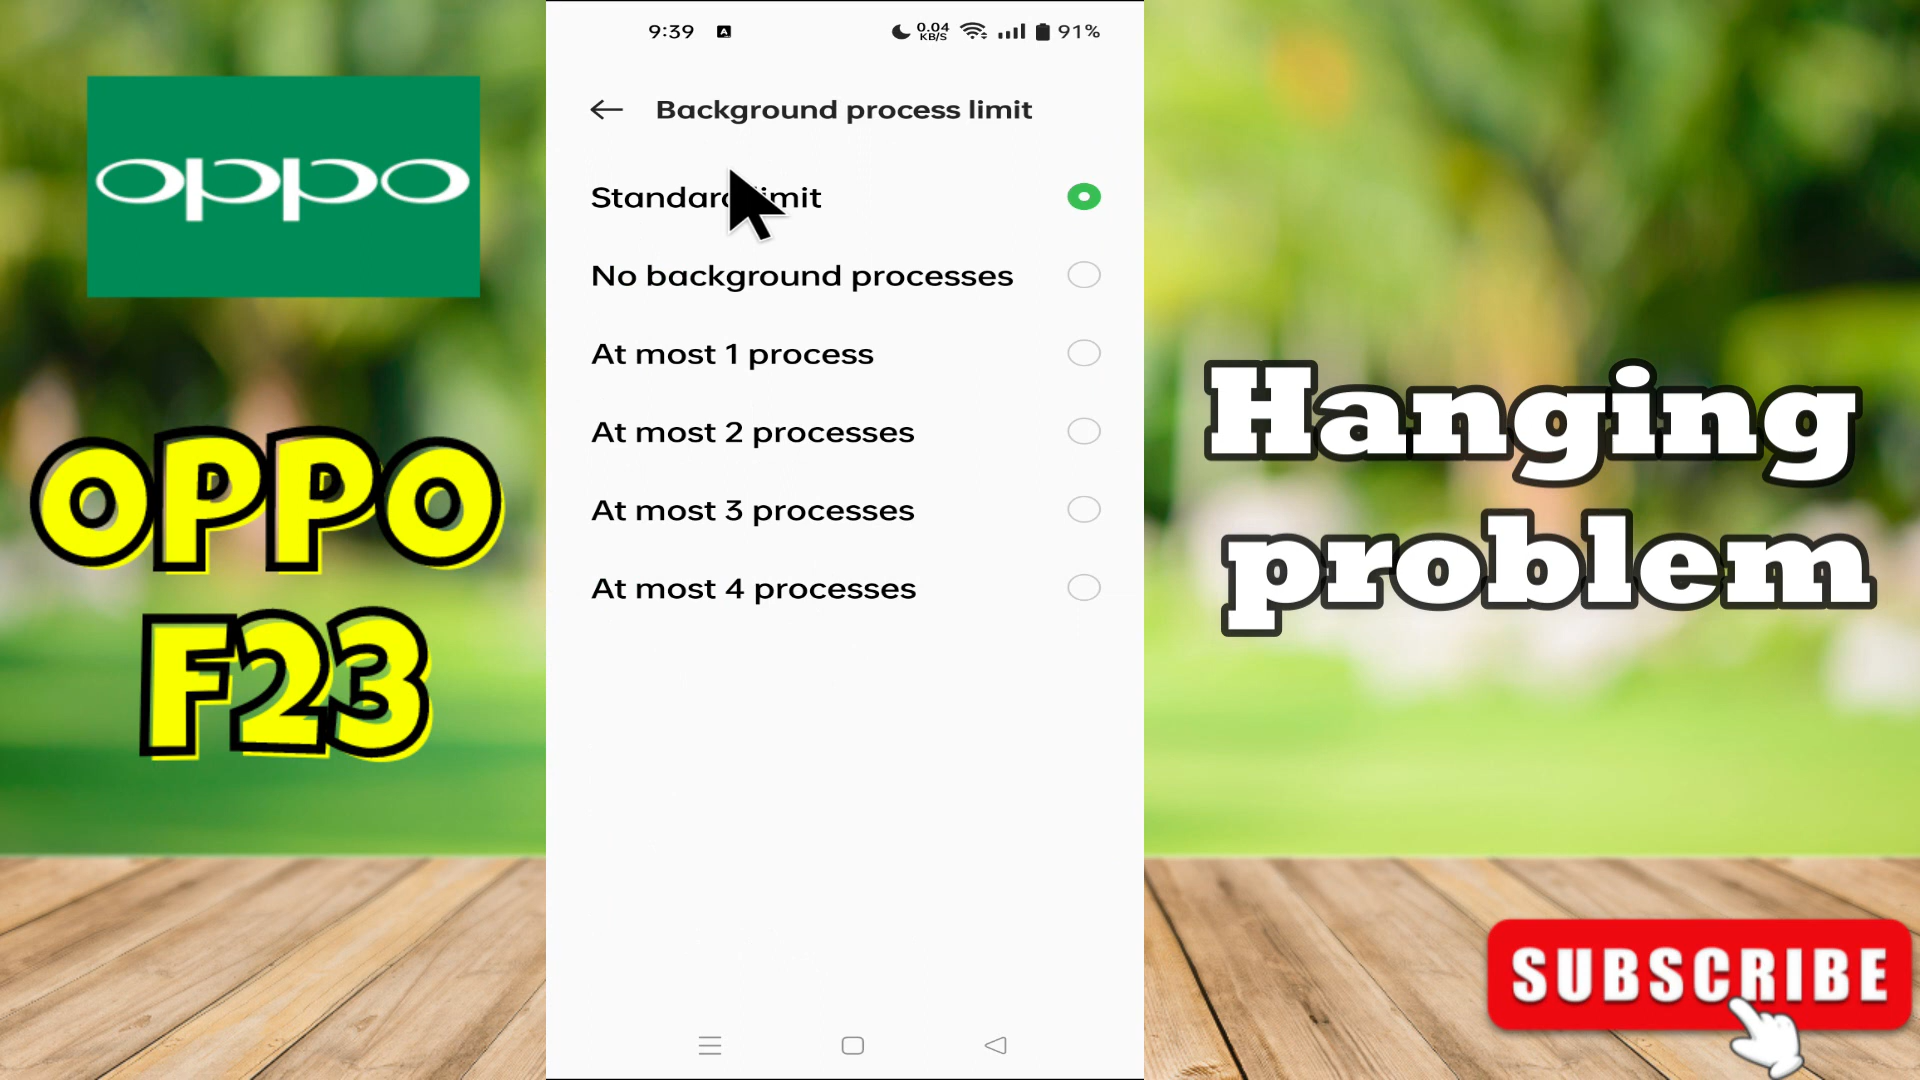 oppo
OPPO
F23
9:39
A
0.04
KB/S
91%
Background process limit
Standard limit
No background processes
At most 1 process
At most 2 processes
At most 3 processes
At most 4 processes
Hanging
problem
SUBSCRIBE